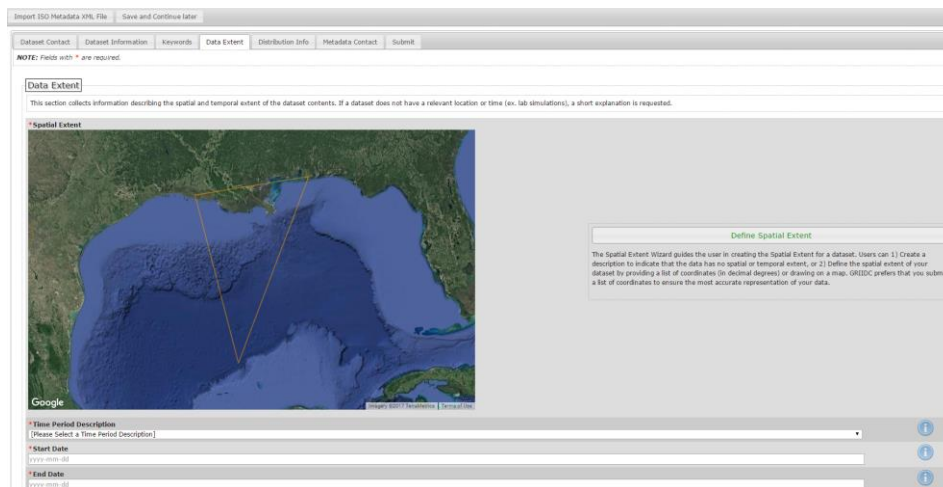 Import ISO Metadata XML File Save and Continue later
Dataset Contact Dataset Information Keywords Data Extent Distribution Info Metadata Contact Submit
NOTE: Fields with * are required.
Data Extent
This section collects information describing the spatial and temporal extent of the dataset contents. If a dataset does not have a relevant location or time (ex. lab simulations), a short explanation is requested.
*Spatial Extent
Define Spatial Extent
The Spatial Extent Wizard guides the user in creating the Spatial Extent for a dataset. Users can 1) Create a
description to indicate that the data has no spatial or temporal extent, or 2) Define the spatial extent of your
dataset by providing a list of coordinates (in decimal degrees) or drawing on a map. GRIIDC prefers that you subm
a list of coordinates to ensure the most accurate representation of your data.
Google
Imagery ©2017 TerraMetrics Terms of Use
*Time Period Description
[Please Select a Time Period Description]
*Start Date
yyyy-mm-dd
*End Date
yyyy-mm-dd